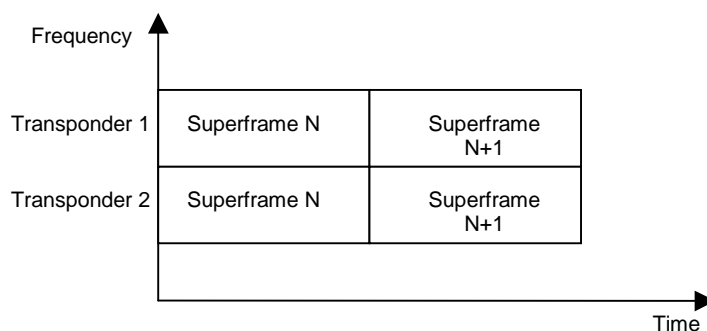 Frequency
Transponder 1
Superframe N
Superframe
N+1
Transponder 2
Superframe N
Superframe
N+1
Time